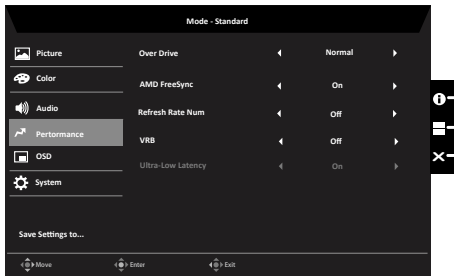 Mode - Standard
Picture
Over Drive Normal
Color
AMD FreeSync On
Audio
Refresh Rate Num Off
Pertormance
VRB Off
OSD
Ultra-Low Latency On
System
Save Settings to...
Move Enter Exit